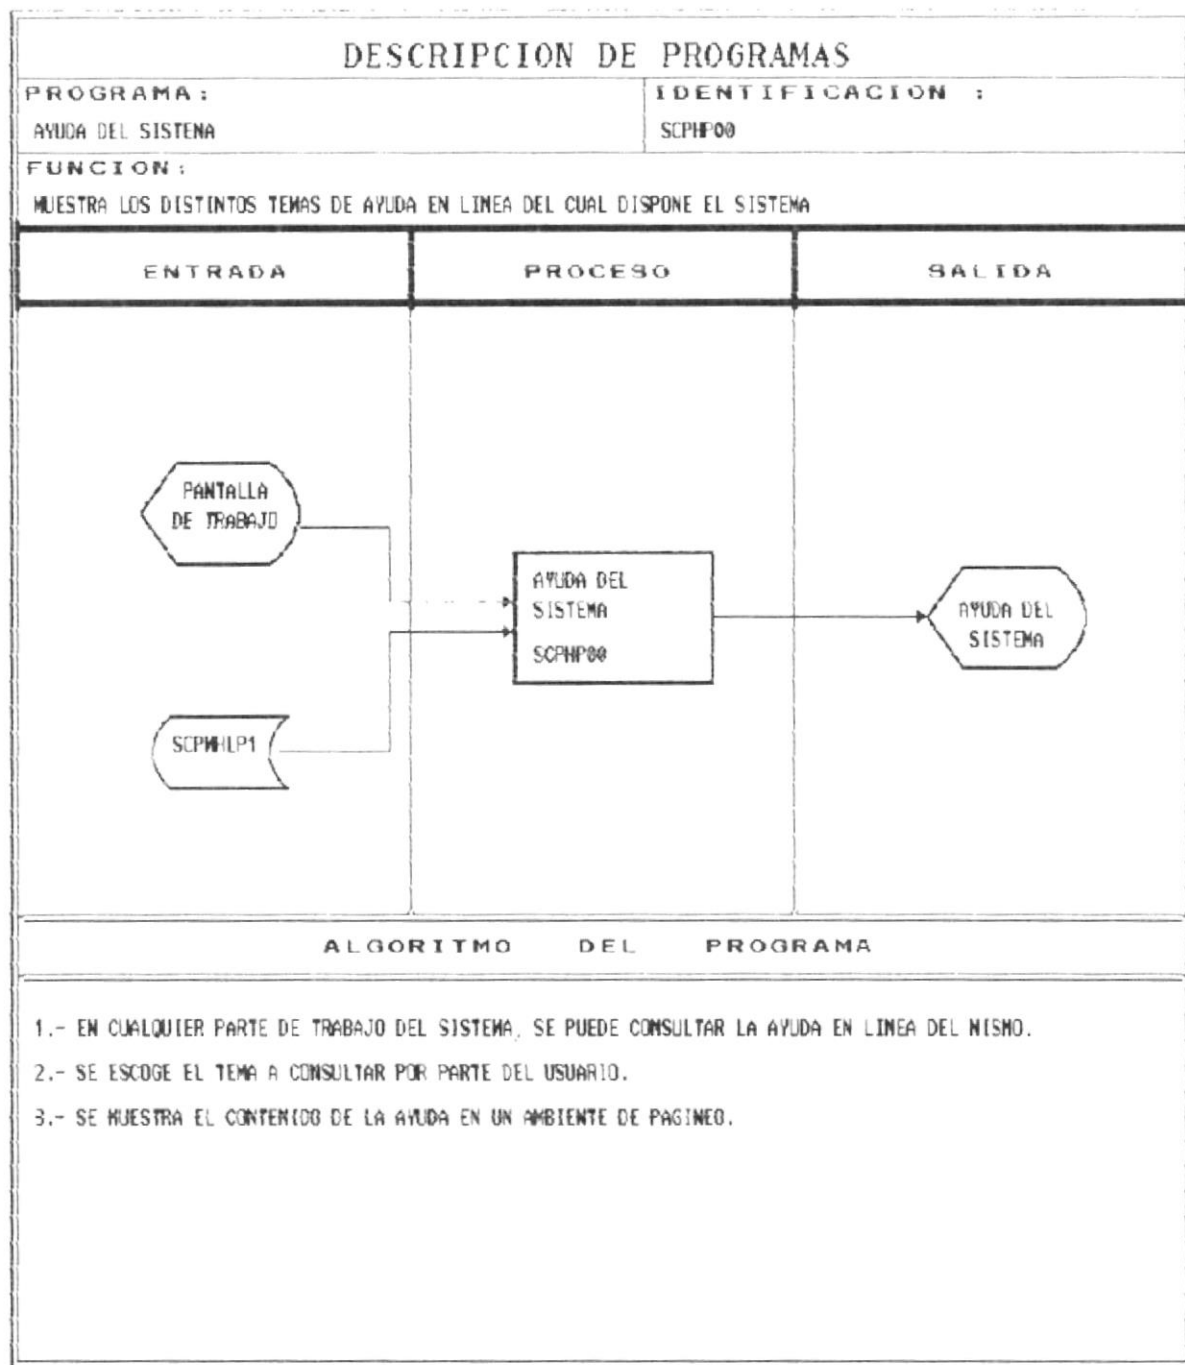 DESCRIPCION DE PROGRAMAS
PROGRAMA:
IDENTIFICACION :
AYUDA DEL SISTEMA
SCPHP00
FUNCION:
MUESTRA LOS DISTINTOS TEMAS DE AYUDA EN LINEA DEL CUAL DISPONE EL SISTEMA
ENTRADA
PROCESO
SALIDA
PANTALLA
DE TRABAJO
AYUDA DEL
SISTEMA
SCPHP00
AYUDA DEL
SISTEMA
SCPMHLP1
ALGORITMO DEL PROGRAMA
1.- EN CUALQUIER PARTE DE TRABAJO DEL SISTEMA, SE PUEDE CONSULTAR LA AYUDA EN LINEA DEL MISMO.
2.- SE ESCOGE EL TEMA A CONSULTAR POR PARTE DEL USUARIO.
3.- SE MUESTRA EL CONTENIDO DE LA AYUDA EN UN AMBIENTE DE PAGINEO.